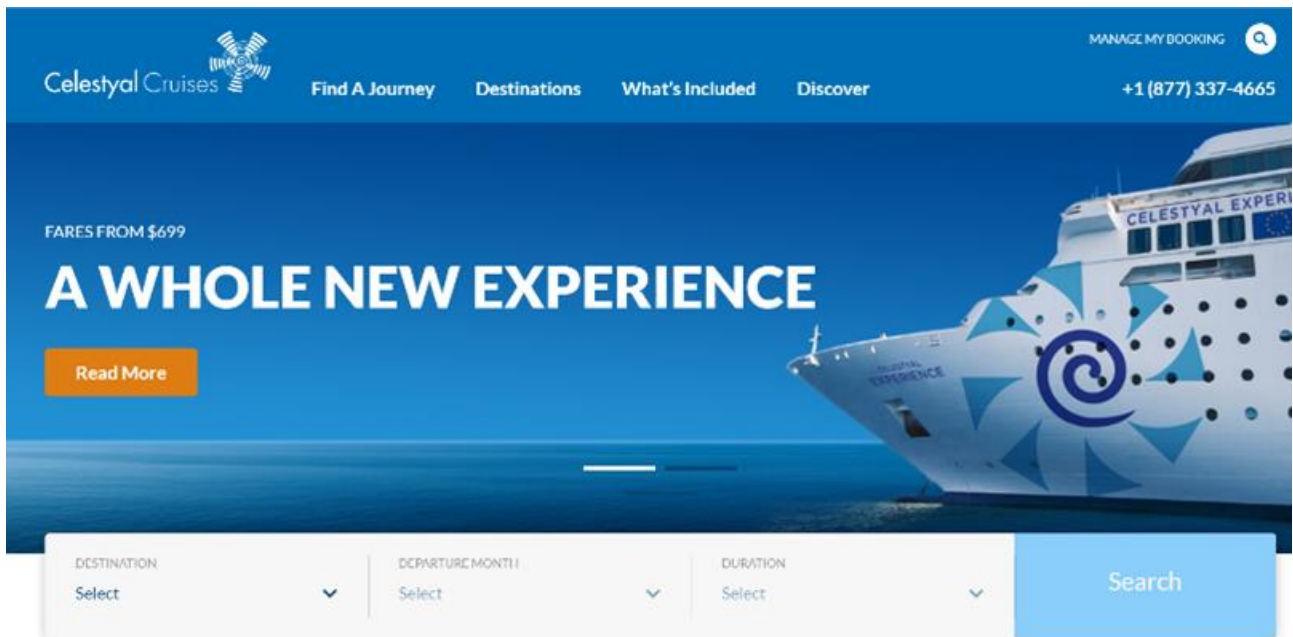 MANAGE MY BOOKING
Celestyal Cruises
Find A Journey Destinations What's Included Discover
+1 (877) 337-4665
FARES FROM $699
A WHOLE NEW EXPERIENCE
Read More
CELESTYAL EXPERI
CELESTYAL
EXPERIENCE
DESTINATION DEPARTURE MONTH DURATION
Select Select Select
Search